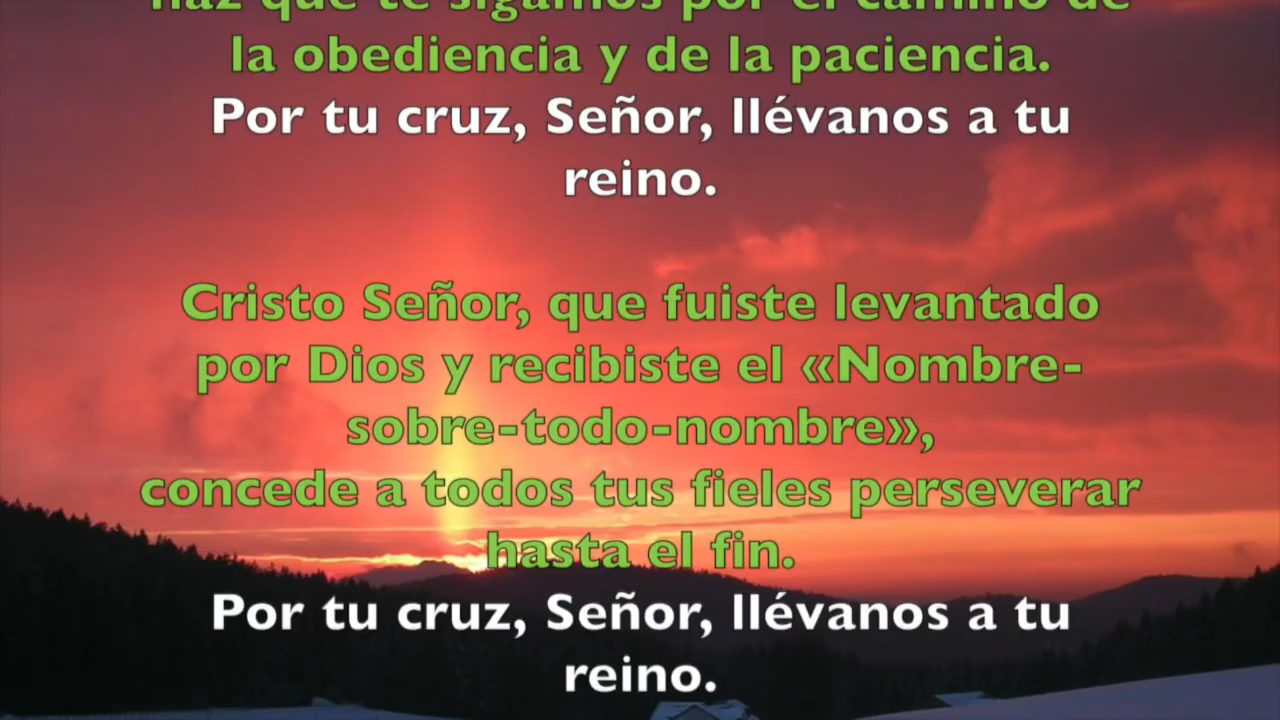 haz que te sigamos por el camino de
la obediencia y de la paciencia.
Por tu cruz, Señor, llévanos a tu
reino.
Cristo Señor, que fuiste levantado
por Dios y recibiste el «Nombre-
sobre-todo-nombre»,
concede a todos tus fieles perseverar
hasta el fin.
Por tu cruz, Señor, llévanos a tu
reino.